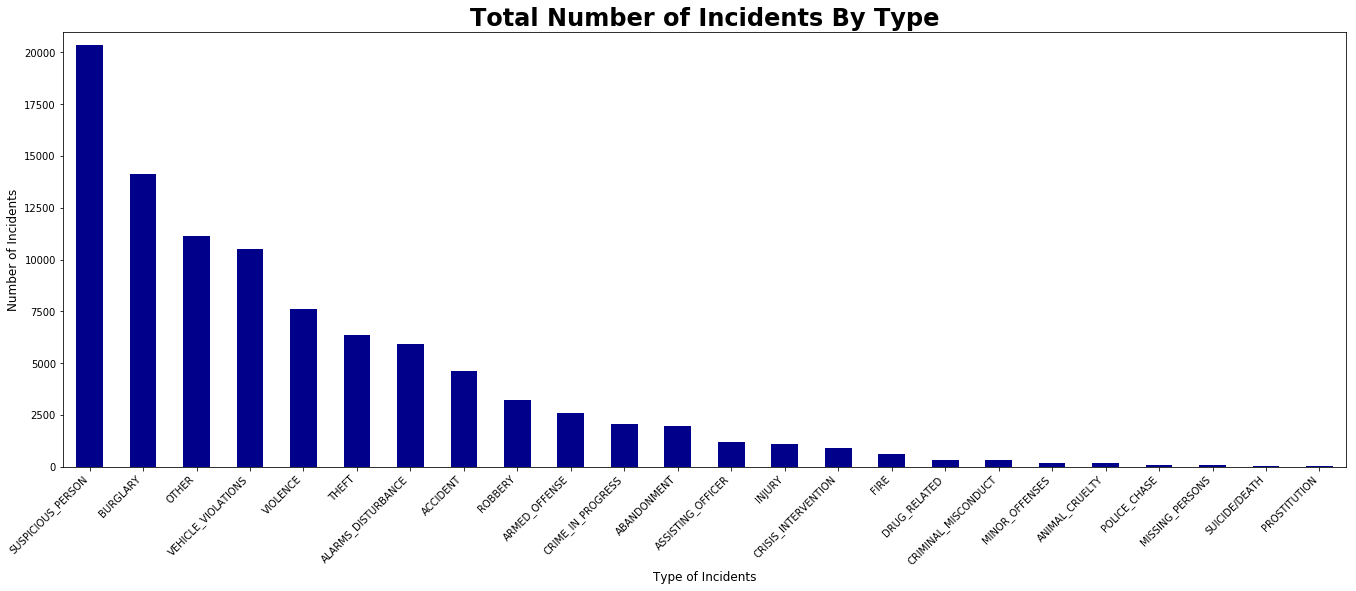 Total Number of Incidents By Type
Number of Incidents
20000
17500
15000
12500
10000
7500
5000
2500
0
SUSPICIOUS_PERSON
BURGLARY
OTHER
VEHICLE_VIOLATIONS
VIOLENCE
THEFT
ALARMS_DISTURBANCE
ACCIDENT
ROBBERY
ARMED_OFFENSE
CRIME_IN_PROGRESS
ABANDONMENT
ASSISTING_OFFICER
INJURY
CRISIS_INTERVENTION
FIRE
DRUG_RELATED
CRIMINAL_MISCONDUCT
MINOR_OFFENSES
ANIMAL_CRUELTY
POLICE_CHASE
MISSING_PERSONS
SUICIDE/DEATH
PROSTITUTION
Type of Incidents